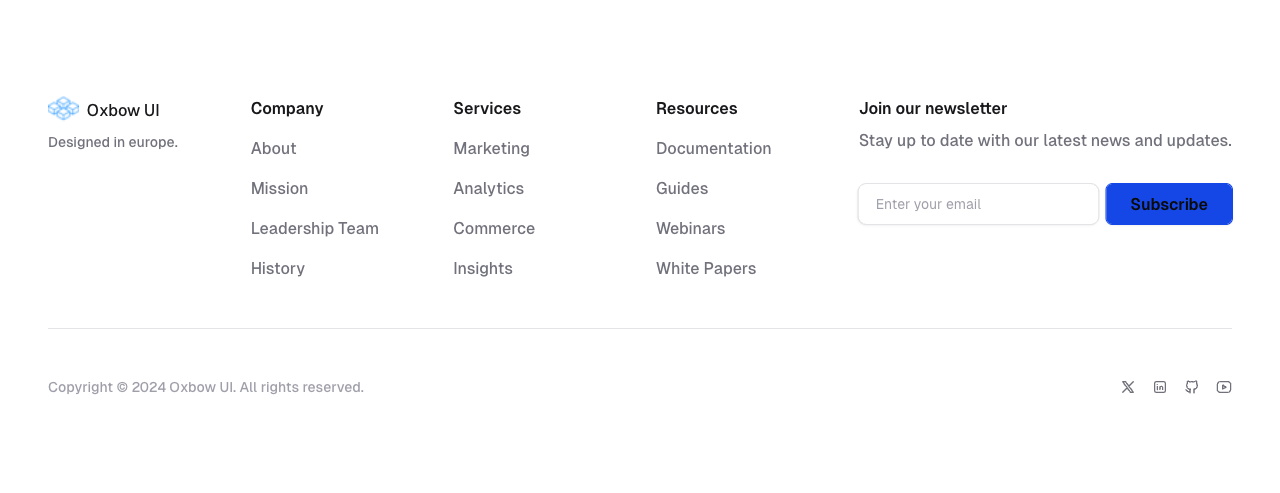 Oxbow UI
Designed in europe.
Company
About
Mission
Leadership Team
History
Services
Marketing
Analytics
Commerce
Insights
Resources
Documentation
Guides
Webinars
White Papers
Join our newsletter
Stay up to date with our latest news and updates.
Enter your email
Subscribe
Copyright © 2024 Oxbow UI. All rights reserved.